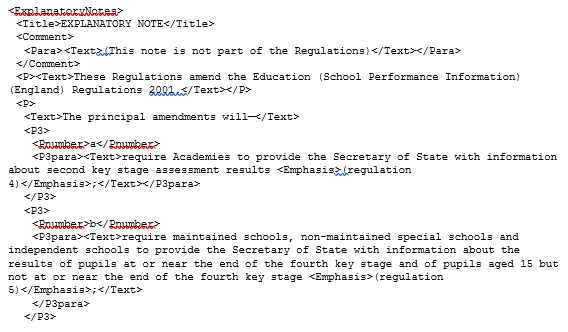 <ExplanatoryNotes>
<Title>EXPLANATORY NOTE</Title>
<Comment>
<Para><Text>(This note is not part of the Regulations)</Text></Para>
</Comment>
<P><Text>These Regulations amend the Education (School Performance Information)
(England) Regulations 2001.</Text></P>
<P>
<Text>The principal amendments will—</Text>
<P3>
<Pnumber>a</Pnumber>
<P3para><Text>require Academies to provide the Secretary of State with information
about second key stage assessment results <Emphasis>(regulation
4)</Emphasis>;</Text></P3para>
</P3>
<P3>
<Pnumber>b</Pnumber>
<P3para><Text>require maintained schools, non-maintained special schools and
independent schools to provide the Secretary of State with information about the
results of pupils at or near the end of the fourth key stage and of pupils aged 15 but
not at or near the end of the fourth key stage <Emphasis>(regulation
5)</Emphasis>;</Text>
</P3para>
</P3>